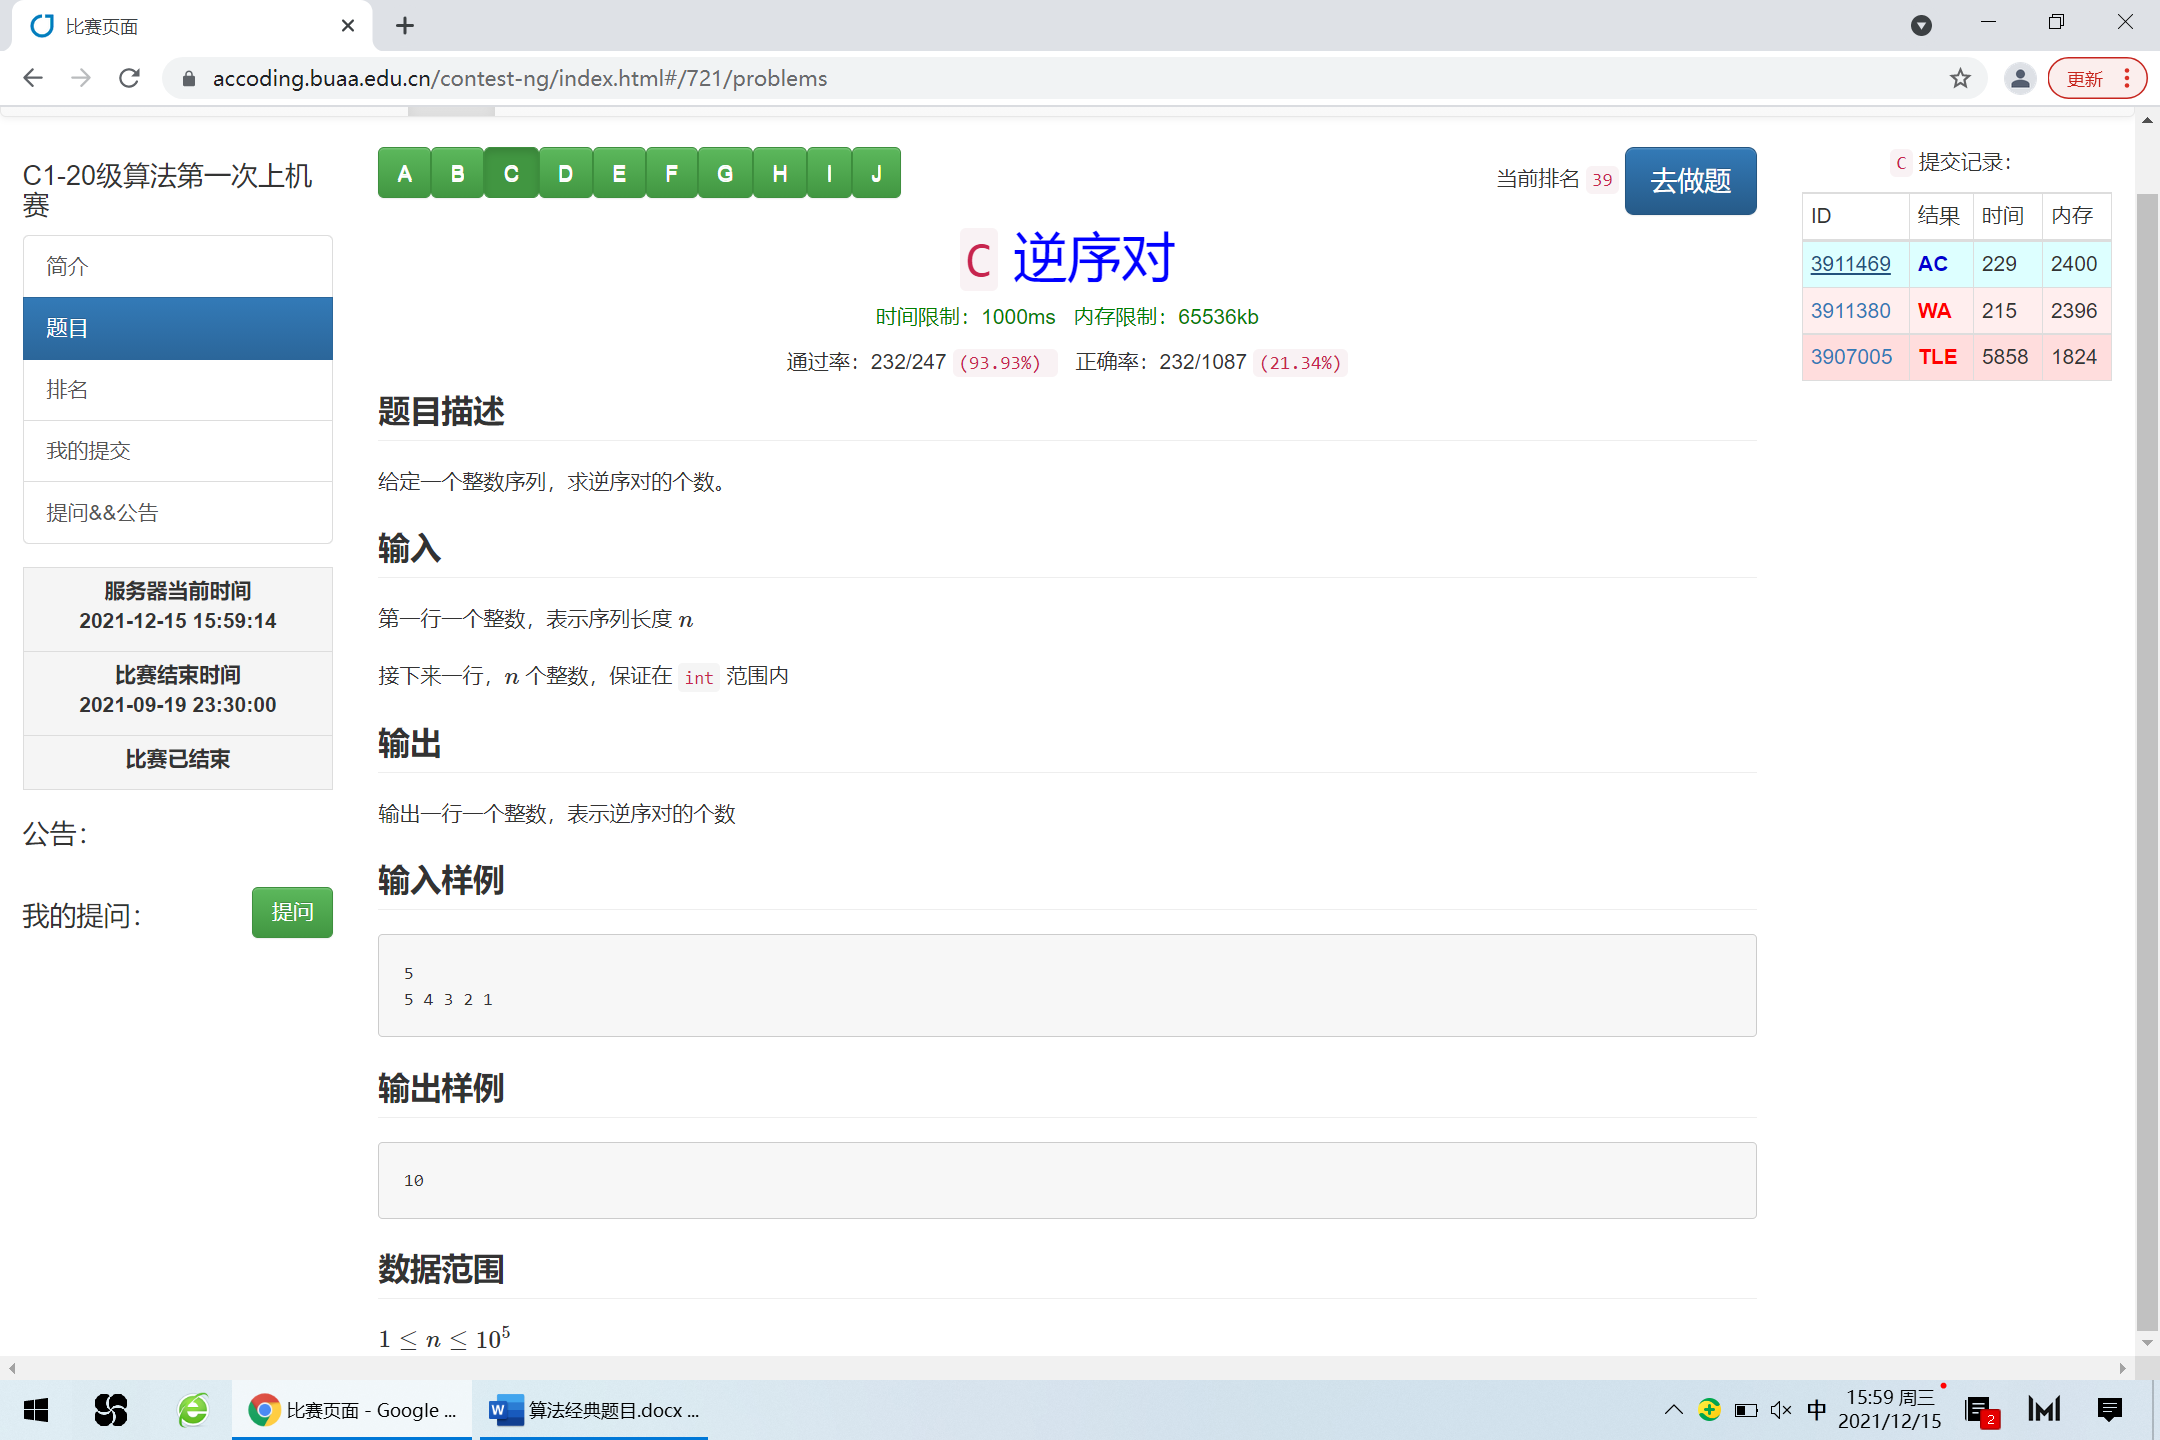 比赛页面
accoding.buaa.edu.cn/contest-ng/index.html#/721/problems
更新
C1-20级算法第一次上机赛
简介
题目
排名
我的提交
提问&&公告
服务器当前时间
2021-12-15 15:59:14
比赛结束时间
2021-09-19 23:30:00
比赛已结束
公告：
我的提问：
提问
A B C D E F G H I J
当前排名 39
去做题
C 逆序对
时间限制：1000ms 内存限制：65536kb
通过率：232/247 (93.93%) 正确率：232/1087 (21.34%)
题目描述
给定一个整数序列，求逆序对的个数。
输入
第一行一个整数，表示序列长度 n
接下来一行，n 个整数，保证在 int 范围内
输出
输出一行一个整数，表示逆序对的个数
输入样例
5
5 4 3 2 1
输出样例
10
数据范围
1 ≤ n ≤ 10⁵
C 提交记录：
ID 结果 时间 内存
3911469 AC 229 2400
3911380 WA 215 2396
3907005 TLE 5858 1824
比赛页面 - Google ...
算法经典题目.docx ...
中
15:59 周三
2021/12/15
2